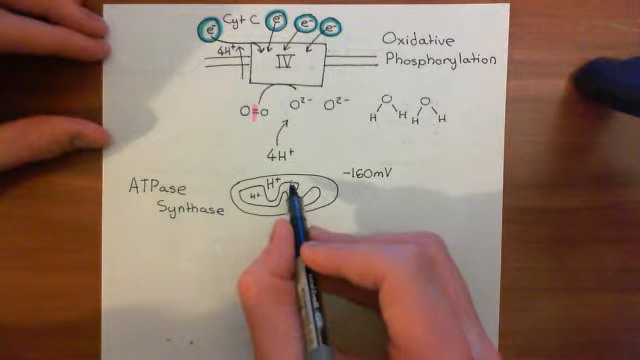 Cyt C
e⁻ e⁻ e⁻ e⁻
4H⁺
IV
Oxidative
Phosphorylation
O=O O²⁻ O²⁻
O O
H H H H
4H⁺
H⁺
H⁺
-160mV
ATPase
Synthase